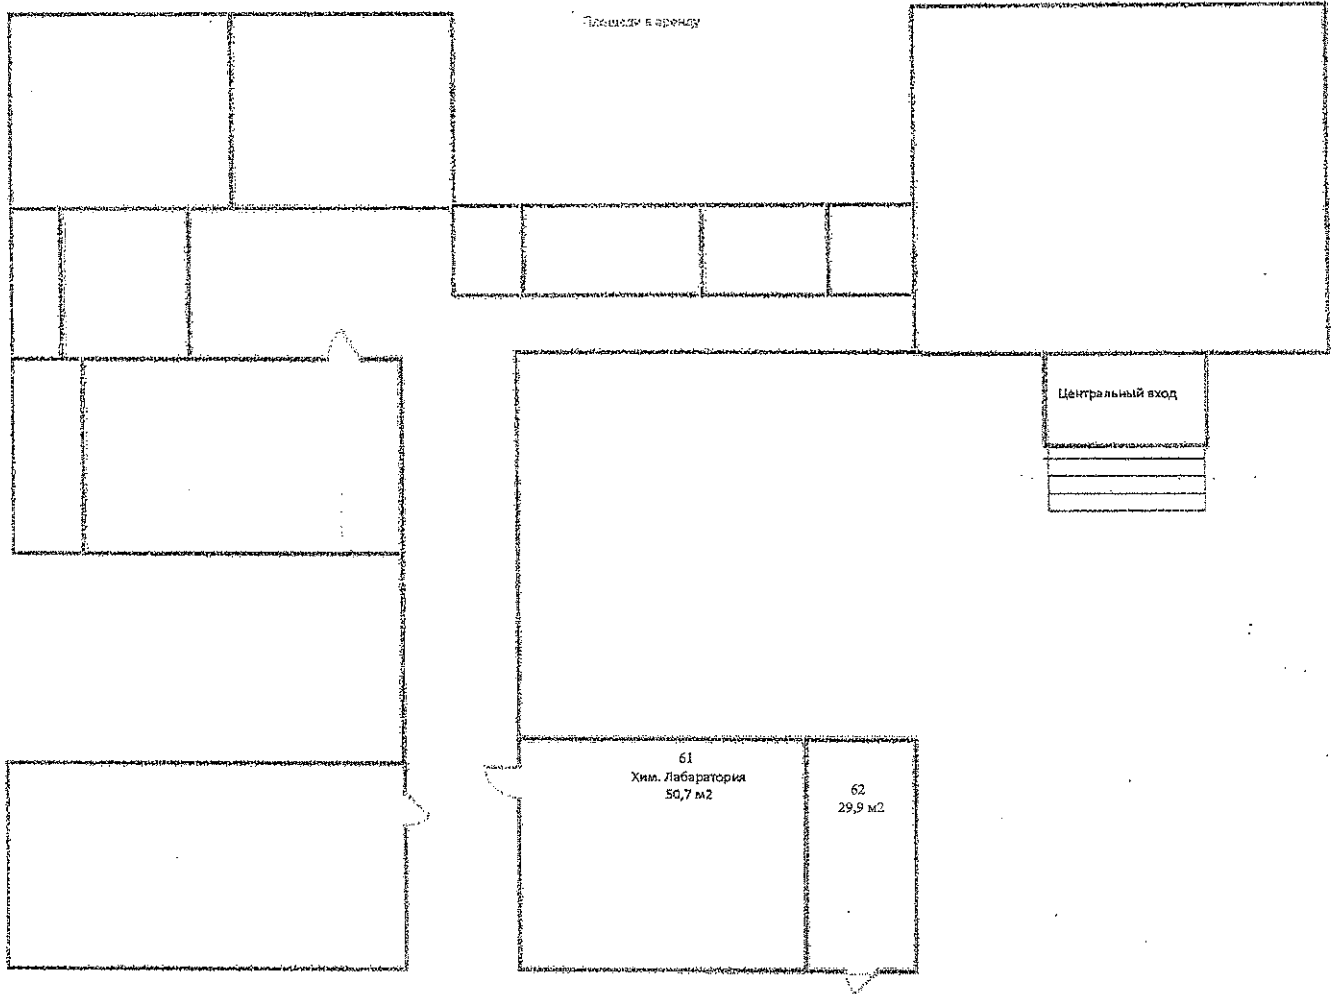 Площади в аренду
Центральный вход
61
Хим. Лабаратория
50,7 м2
62
29,9 м2